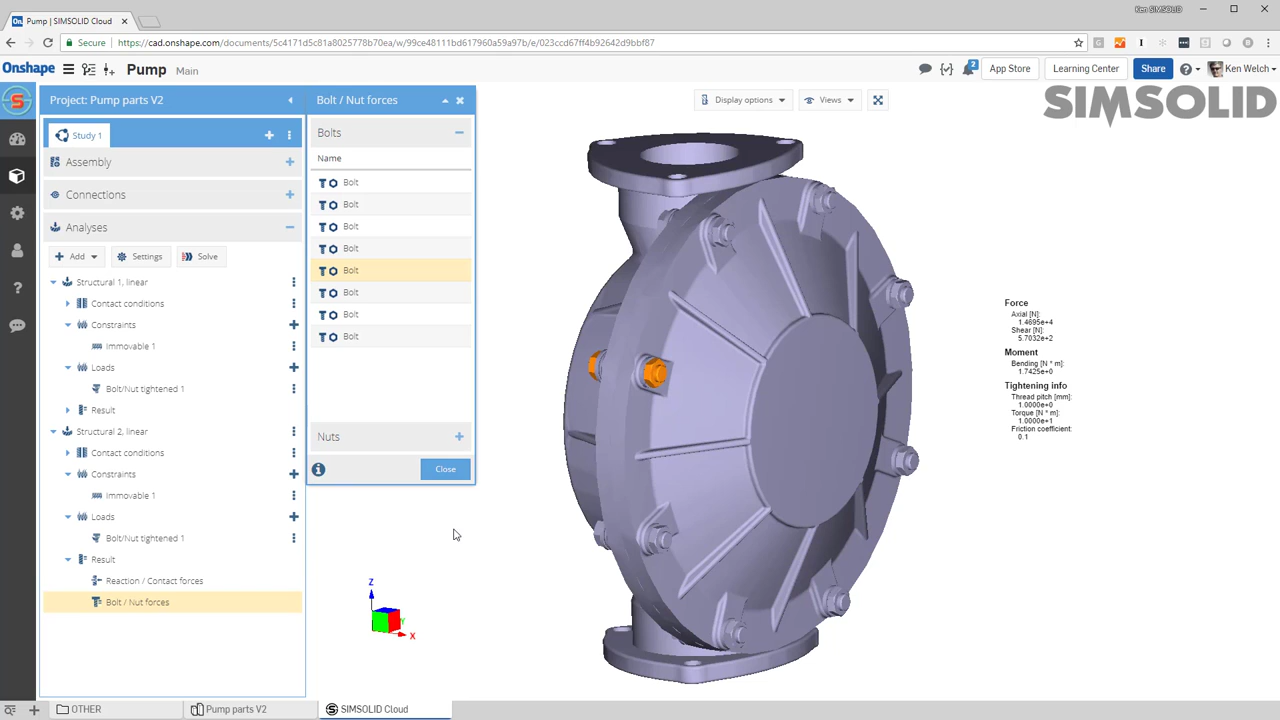 Ken SIMSOLID
On. Pump | SIMSOLID Cloud
Secure https://cad.onshape.com/documents/5c4171d5c81a8025778b70ea/w/99ce48111bd617960a59a97b/e/023ccd67ff4b92642d9bbf87
Onshape Pump Main 2 App Store Learning Center Share ? Ken Welch
SIMSOLID
S Project: Pump parts V2
Bolt / Nut forces
Display options Views
Study 1
Assembly
Connections
Analyses
Add Settings Solve
Structural 1, linear
Contact conditions
Constraints
Immovable 1
Loads
Bolt/Nut tightened 1
Result
Structural 2, linear
Contact conditions
Constraints
Immovable 1
Loads
Bolt/Nut tightened 1
Result
Reaction / Contact forces
Bolt / Nut forces
Bolts
Name
Bolt
Bolt
Bolt
Bolt
Bolt
Bolt
Bolt
Bolt
Nuts
Close
Force
Axial [N]:
1.4695e+4
Shear [N]:
5.7032e+2
Moment
Bending [N * m]:
1.7425e+0
Tightening info
Thread pitch [mm]:
1.0000e+0
Torque [N * m]:
1.0000e+1
Friction coefficient:
0.1
Z
Y
X
OTHER Pump parts V2 SIMSOLID Cloud